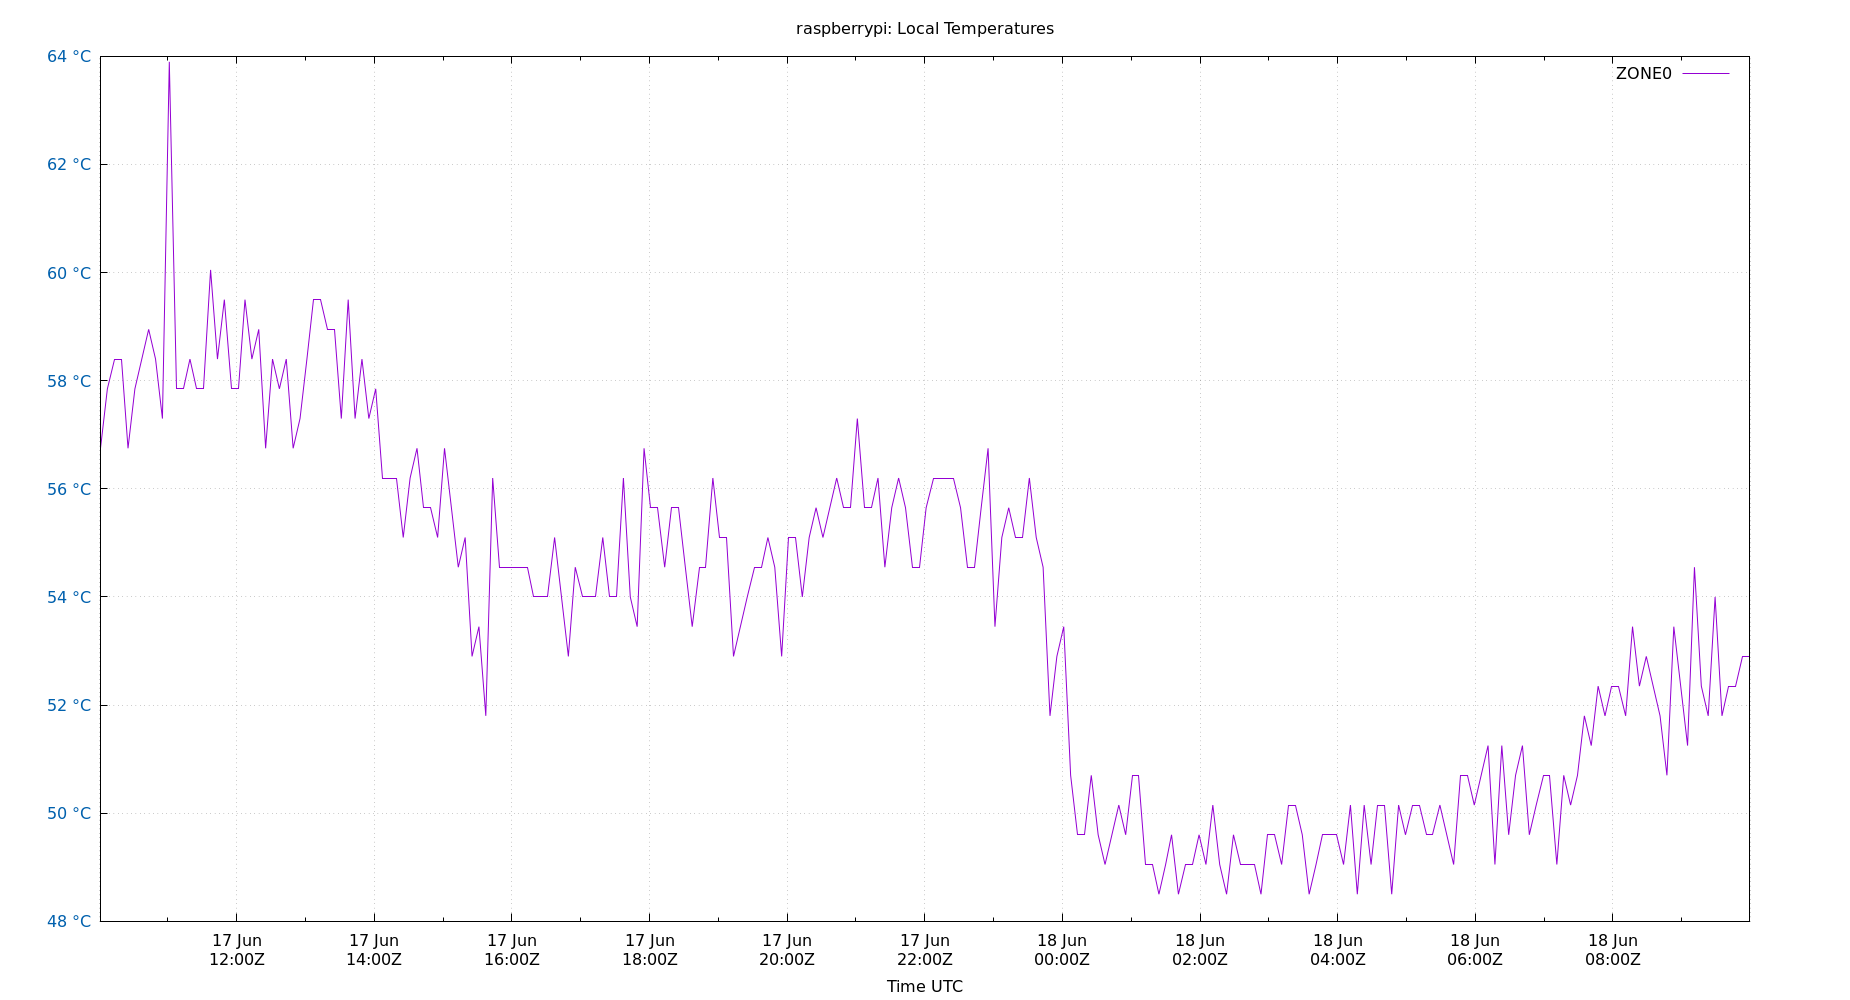 raspberrypi: Local Temperatures
64 °C
ZONE0
62 °C
60 °C
58 °C
56 °C
54 °C
52 °C
50 °C
48 °C
17 Jun 17 Jun 17 Jun 17 Jun 17 Jun 17 Jun 18 Jun 18 Jun 18 Jun 18 Jun 18 Jun
12:00Z 14:00Z 16:00Z 18:00Z 20:00Z 22:00Z 00:00Z 02:00Z 04:00Z 06:00Z 08:00Z
Time UTC